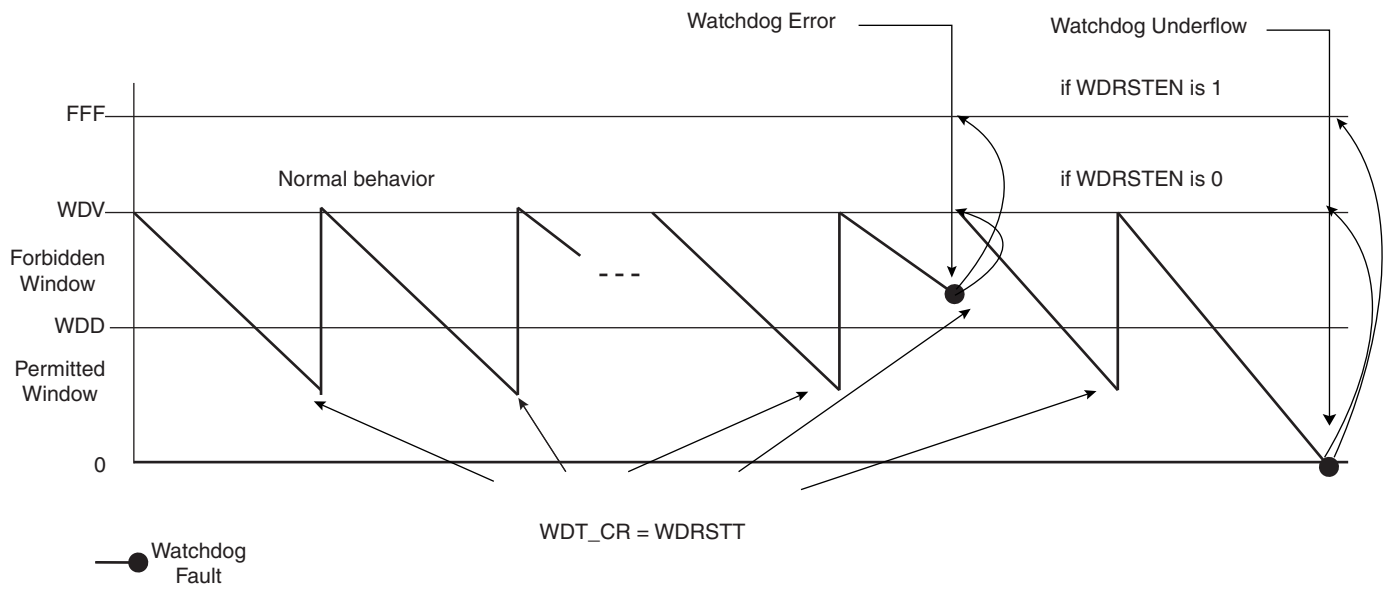 Watchdog Error
Watchdog Underflow
if WDRSTEN is 1
FFF
Normal behavior
if WDRSTEN is 0
WDV
Forbidden
Window
WDD
Permitted
Window
0
WDT_CR = WDRSTT
Watchdog
Fault